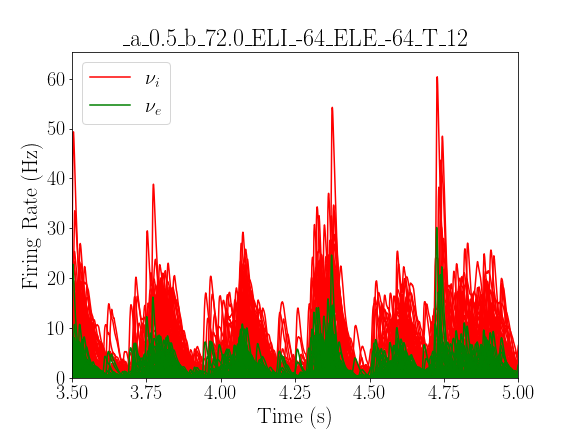 _a_0.5_b_72.0_ELI_-64_ELE_-64_T_12
ν_i
ν_e
Firing Rate (Hz)
60
50
40
30
20
10
0
3.50 3.75 4.00 4.25 4.50 4.75 5.00
Time (s)